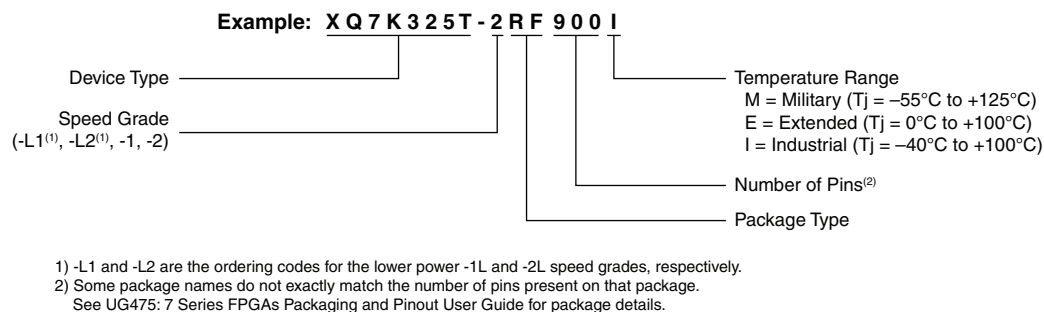 Example: XQ7K325T-2RF900I
Device Type
Speed Grade
(-L1(1), -L2(1), -1, -2)
Temperature Range
M = Military (Tj = –55°C to +125°C)
E = Extended (Tj = 0°C to +100°C)
I = Industrial (Tj = –40°C to +100°C)
Number of Pins(2)
Package Type
1) -L1 and -L2 are the ordering codes for the lower power -1L and -2L speed grades, respectively.
2) Some package names do not exactly match the number of pins present on that package.
See UG475: 7 Series FPGAs Packaging and Pinout User Guide for package details.